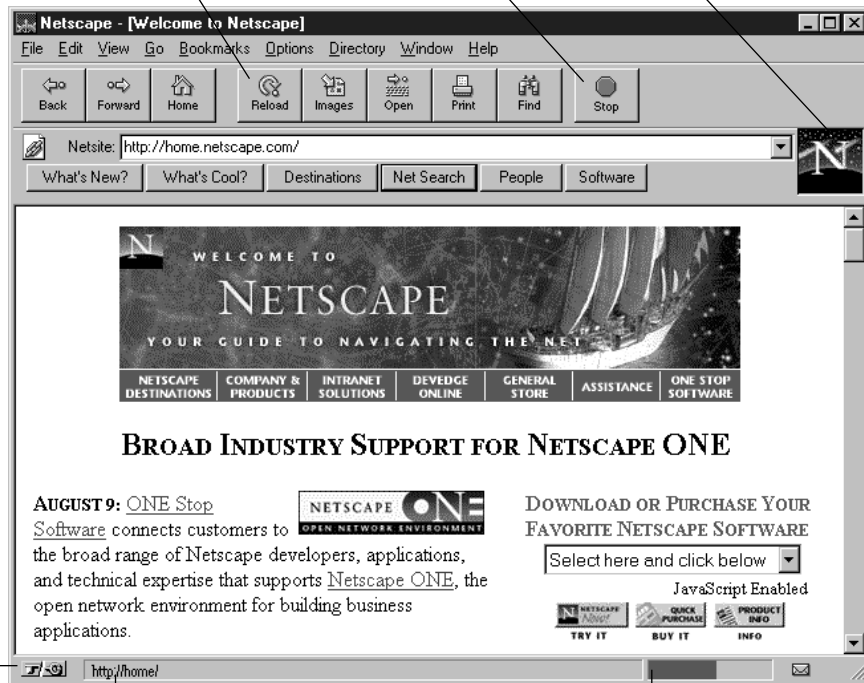 Netscape - [Welcome to Netscape]
File Edit View Go Bookmarks Options Directory Window Help
Back Forward Home Reload Images Open Print Find Stop
Netsite: http://home.netscape.com/
N
What's New? What's Cool? Destinations Net Search People Software
N
WELCOME TO
NETSCAPE
YOUR GUIDE TO NAVIGATING THE NET
NETSCAPE DESTINATIONS
COMPANY & PRODUCTS
INTRANET SOLUTIONS
DEVEDGE ONLINE
GENERAL STORE
ASSISTANCE
ONE STOP SOFTWARE
BROAD INDUSTRY SUPPORT FOR NETSCAPE ONE
AUGUST 9: ONE Stop
Software connects customers to
the broad range of Netscape developers, applications,
and technical expertise that supports Netscape ONE, the
open network environment for building business
applications.
NETSCAPE ONE
OPEN NETWORK ENVIRONMENT
DOWNLOAD OR PURCHASE YOUR
FAVORITE NETSCAPE SOFTWARE
Select here and click below
JavaScript Enabled
N NETSCAPE Now!
QUICK PURCHASE
PRODUCT INFO
TRY IT BUY IT INFO
http://home/